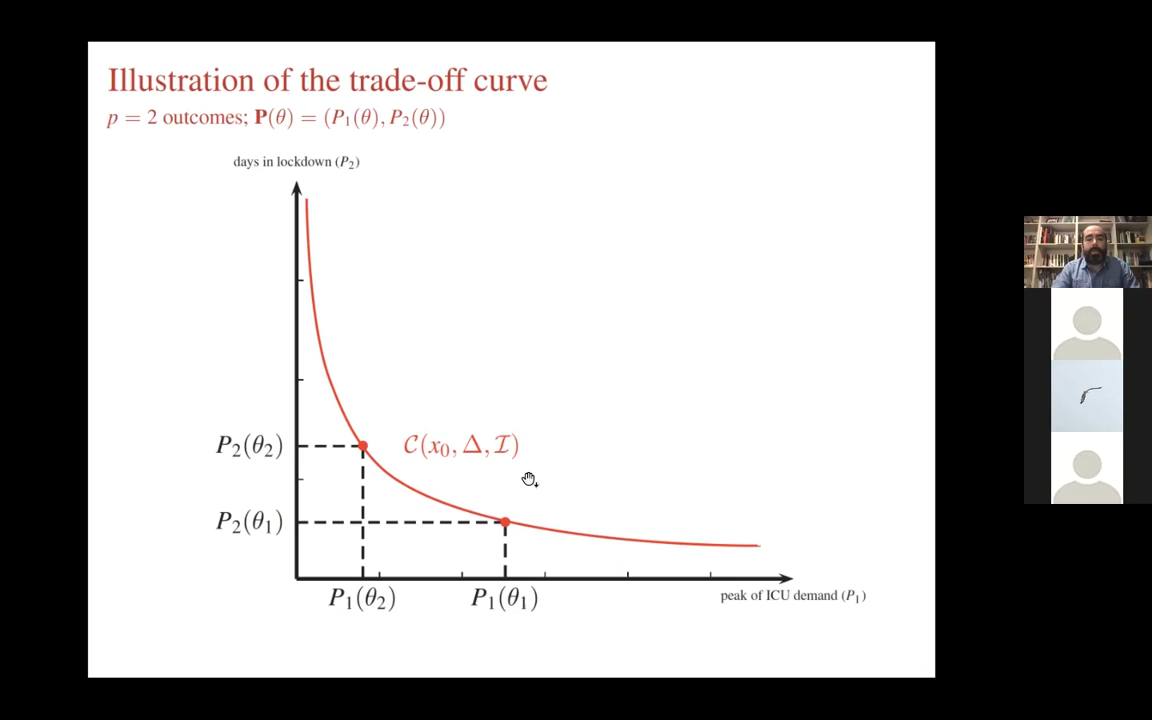 Illustration of the trade-off curve
p = 2 outcomes; P(θ) = (P₁(θ), P₂(θ))
days in lockdown (P₂)
P₂(θ₂)
C(x₀, Δ, I)
P₂(θ₁)
P₁(θ₂)
P₁(θ₁)
peak of ICU demand (P₁)